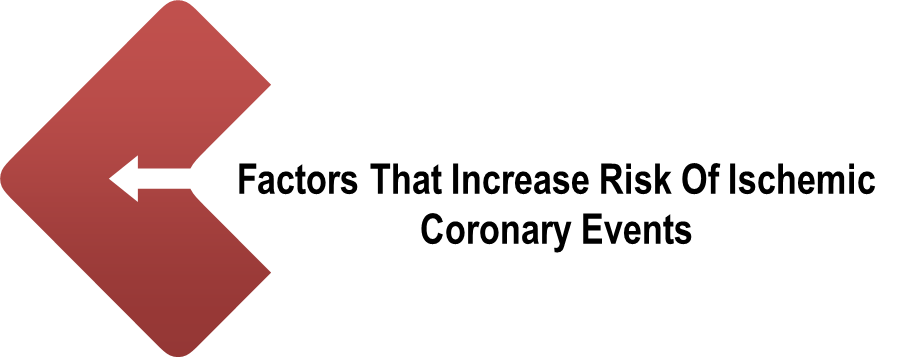 Factors That Increase Risk Of Ischemic
Coronary Events